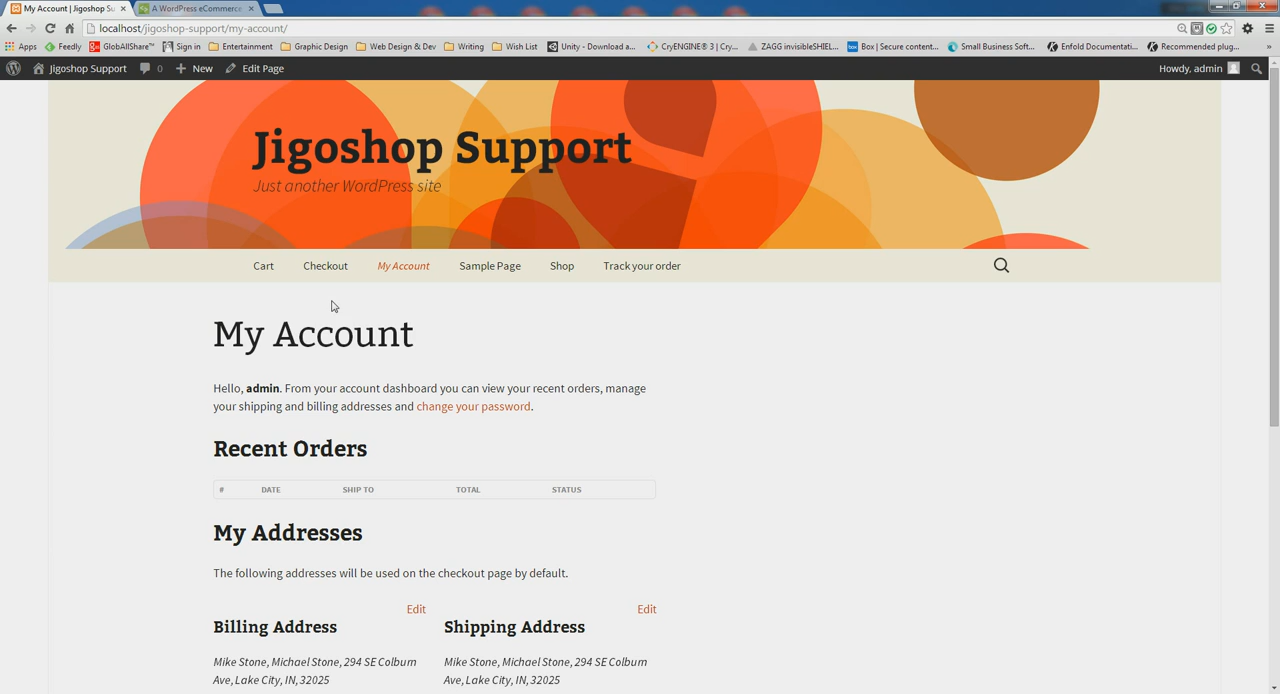 My Account | Jigoshop Su
A WordPress eCommerce
localhost/jigoshop-support/my-account/
Apps Feedly GlobAllShare™ Sign in Entertainment Graphic Design Web Design & Dev Writing Wish List Unity - Download a... CryENGINE® 3 | Cry... ZAGG invisibleSHIEL... Box | Secure content... Small Business Soft... Enfold Documentati... Recommended plug... »
Jigoshop Support 0 New Edit Page Howdy, admin
Jigoshop Support
Just another WordPress site
Cart Checkout My Account Sample Page Shop Track your order
My Account
Hello, admin. From your account dashboard you can view your recent orders, manage
your shipping and billing addresses and change your password.
Recent Orders
# DATE SHIP TO TOTAL STATUS
My Addresses
The following addresses will be used on the checkout page by default.
Edit
Billing Address
Mike Stone, Michael Stone, 294 SE Colburn
Ave, Lake City, IN, 32025
Edit
Shipping Address
Mike Stone, Michael Stone, 294 SE Colburn
Ave, Lake City, IN, 32025